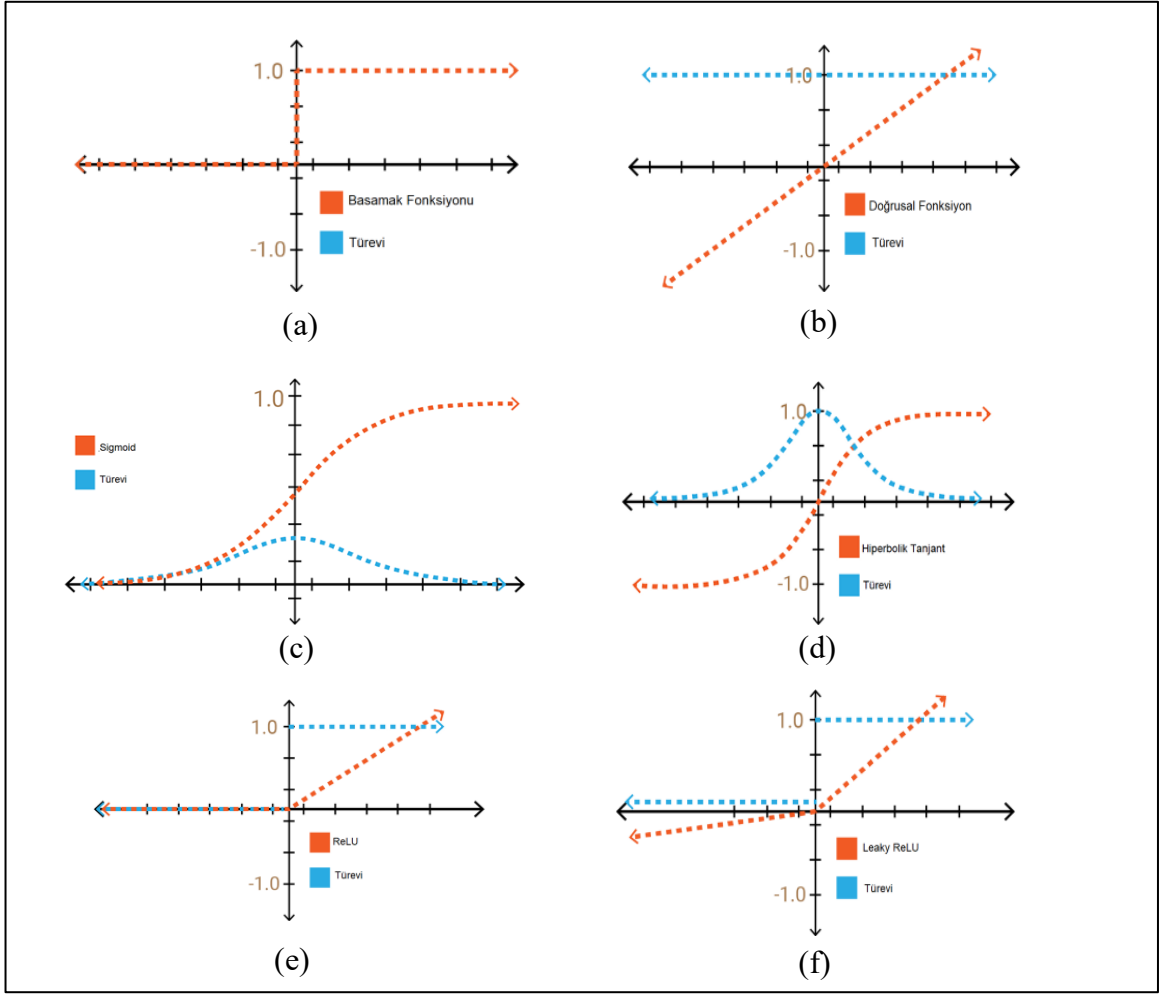 1.0
Basamak Fonksiyonu
Türevi
-1.0
(a)
1.0
Doğrusal Fonksiyon
Türevi
-1.0
(b)
1.0
Sigmoid
Türevi
(c)
1.0
Hiperbolik Tanjant
Türevi
-1.0
(d)
1.0
ReLU
Türevi
-1.0
(e)
1.0
Leaky ReLU
Türevi
-1.0
(f)